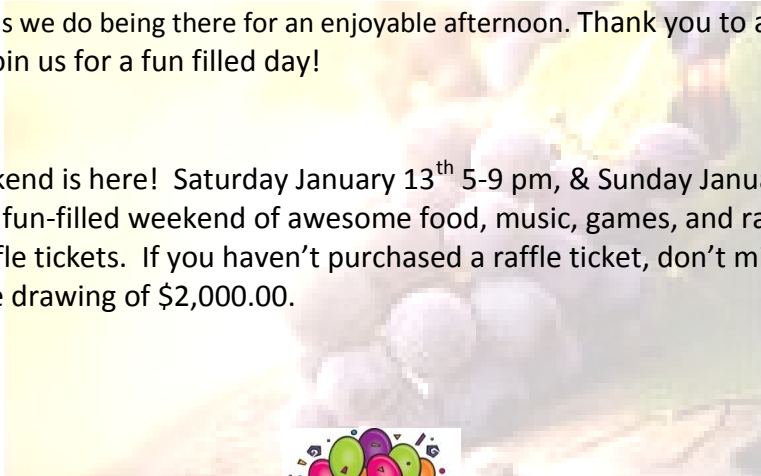 s we do being there for an enjoyable afternoon. Thank you to a
oin us for a fun filled day!
kend is here! Saturday January 13th 5-9 pm, & Sunday Janu
fun-filled weekend of awesome food, music, games, and ra
fle tickets. If you haven’t purchased a raffle ticket, don’t m
e drawing of $2,000.00.